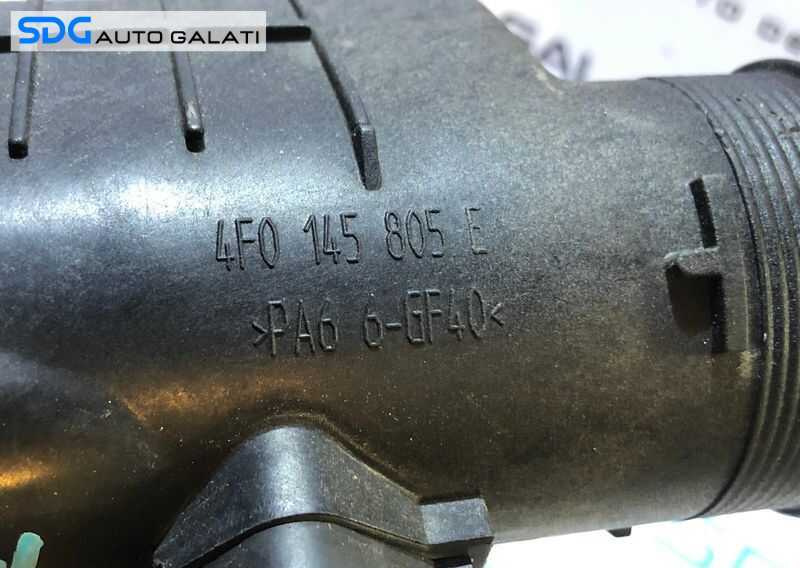 SDG AUTO GALATI
4F0 145 805 E
>PA6 6-GF40<